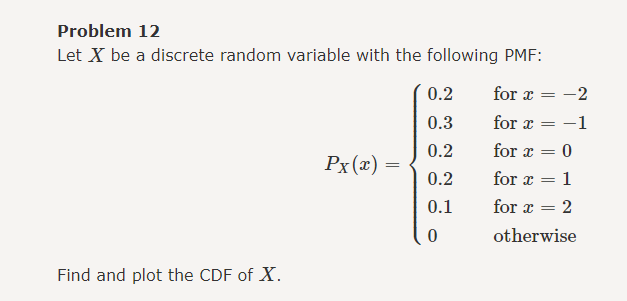 Problem 12
Let X be a discrete random variable with the following PMF:
0.2 for x = −2
0.3 for x = −1
0.2 for x = 0
P_X(x) =
0.2 for x = 1
0.1 for x = 2
0 otherwise
Find and plot the CDF of X.